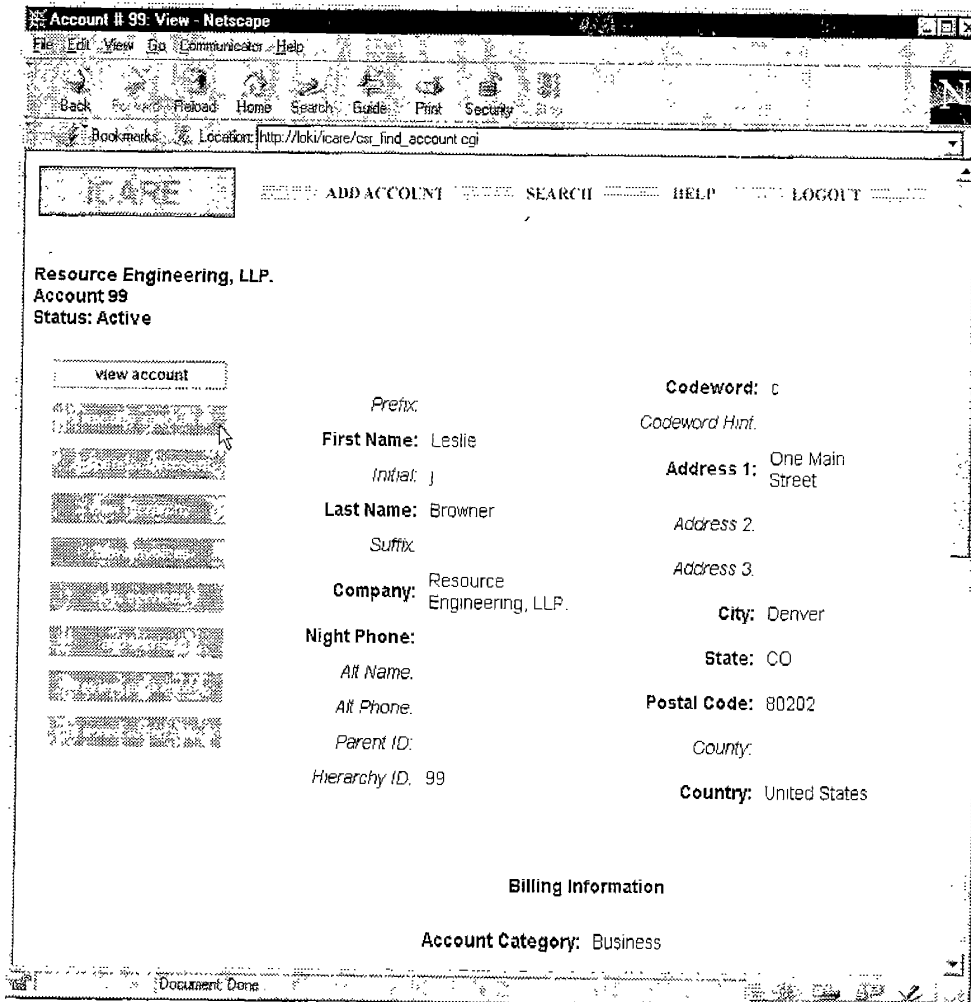 Account # 99: View - Netscape
File Edit View Go Communicator Help
Back Forward Reload Home Search Guide Print Security Stop
Bookmarks Location: http://loki/icare/csr_find_account.cgi
ICARE ADD ACCOUNT SEARCH HELP LOGOUT
Resource Engineering, LLP.
Account 99
Status: Active
view account
Prefix:
First Name: Leslie
Initial: J
Last Name: Browner
Suffix:
Company: Resource
Engineering, LLP.
Night Phone:
Alt Name:
Alt Phone:
Parent ID:
Hierarchy ID: 99
Codeword: c
Codeword Hint:
Address 1: One Main
Street
Address 2:
Address 3:
City: Denver
State: CO
Postal Code: 80202
County:
Country: United States
Billing Information
Account Category: Business
Document: Done